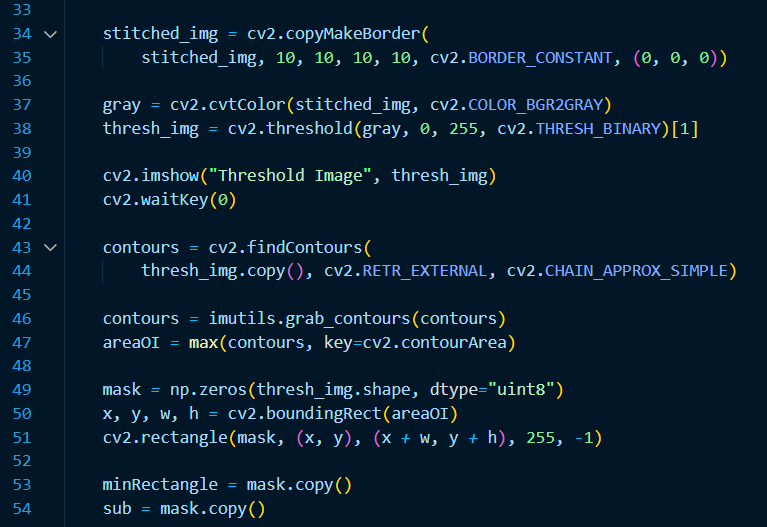 33
34 stitched_img = cv2.copyMakeBorder(
35 stitched_img, 10, 10, 10, 10, cv2.BORDER_CONSTANT, (0, 0, 0))
36
37 gray = cv2.cvtColor(stitched_img, cv2.COLOR_BGR2GRAY)
38 thresh_img = cv2.threshold(gray, 0, 255, cv2.THRESH_BINARY)[1]
39
40 cv2.imshow("Threshold Image", thresh_img)
41 cv2.waitKey(0)
42
43 contours = cv2.findContours(
44 thresh_img.copy(), cv2.RETR_EXTERNAL, cv2.CHAIN_APPROX_SIMPLE)
45
46 contours = imutils.grab_contours(contours)
47 areaOI = max(contours, key=cv2.contourArea)
48
49 mask = np.zeros(thresh_img.shape, dtype="uint8")
50 x, y, w, h = cv2.boundingRect(areaOI)
51 cv2.rectangle(mask, (x, y), (x + w, y + h), 255, -1)
52
53 minRectangle = mask.copy()
54 sub = mask.copy()